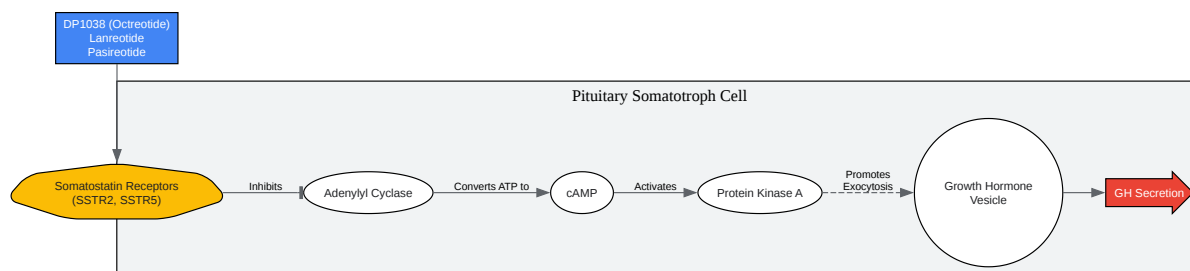 DP1038 (Octreotide)
Lanreotide
Pasireotide
Pituitary Somatotroph Cell
Somatostatin Receptors
(SSTR2, SSTR5)
Inhibits
Adenylyl Cyclase
Converts ATP to
cAMP
Activates
Protein Kinase A
Promotes
Exocytosis
Growth Hormone
Vesicle
GH Secretion